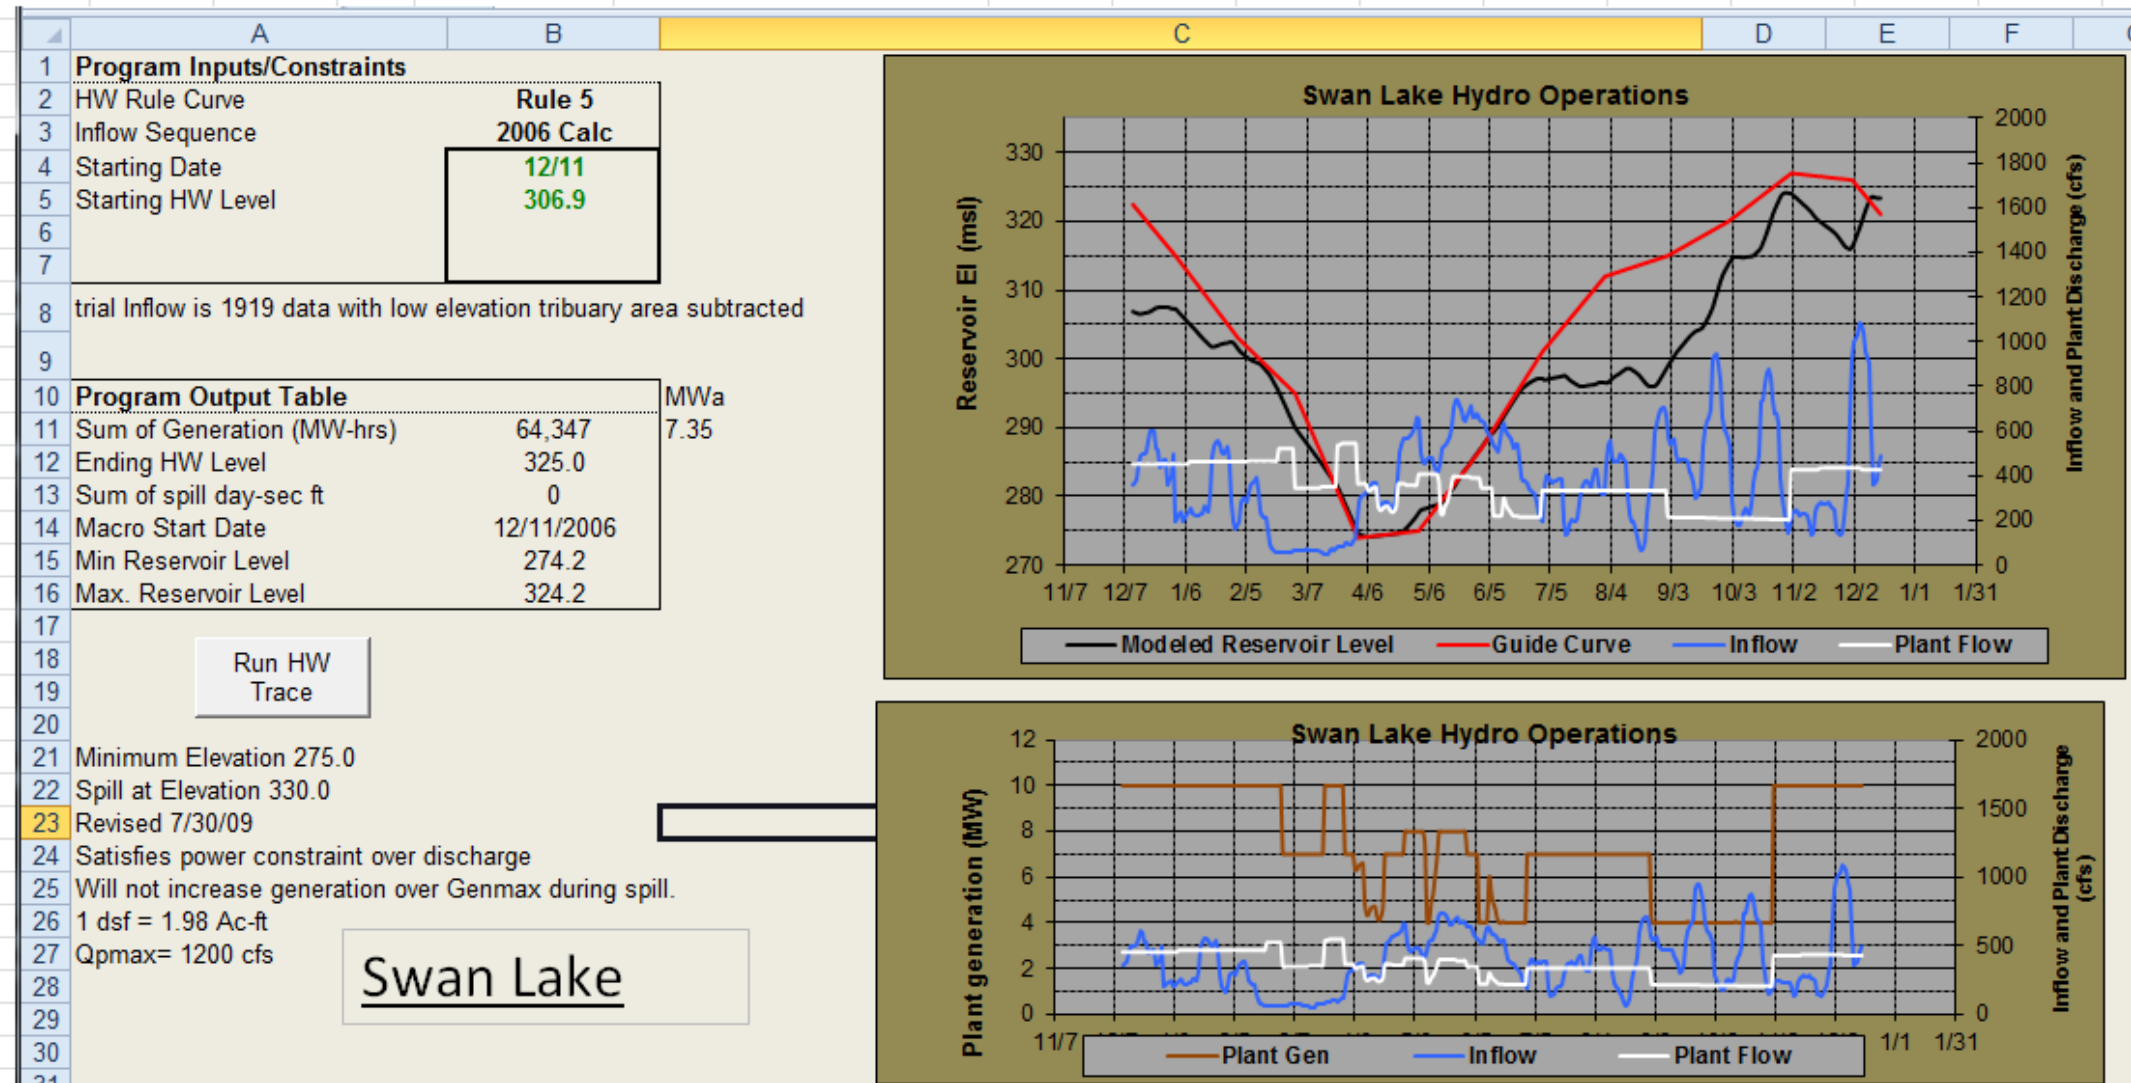 A B C D E F
1 Program Inputs/Constraints
2 HW Rule Curve Rule 5
3 Inflow Sequence 2006 Calc
4 Starting Date 12/11
5 Starting HW Level 306.9
6
7
8 trial Inflow is 1919 data with low elevation tribuary area subtracted
9
10 Program Output Table MWa
11 Sum of Generation (MW-hrs) 64,347 7.35
12 Ending HW Level 325.0
13 Sum of spill day-sec ft 0
14 Macro Start Date 12/11/2006
15 Min Reservoir Level 274.2
16 Max. Reservoir Level 324.2
17
18
19
Run HW
Trace
20
21 Minimum Elevation 275.0
22 Spill at Elevation 330.0
23 Revised 7/30/09
24 Satisfies power constraint over discharge
25 Will not increase generation over Genmax during spill.
26 1 dsf = 1.98 Ac-ft
27 Qpmax= 1200 cfs
28
29
30
Swan Lake
Swan Lake Hydro Operations
Reservoir El (msl)
330
320
310
300
290
280
270
2000
1800
1600
1400
1200
1000
800
600
400
200
0
Inflow and Plant Discharge (cfs)
11/7 12/7 1/6 2/5 3/7 4/6 5/6 6/5 7/5 8/4 9/3 10/3 11/2 12/2 1/1 1/31
Modeled Reservoir Level Guide Curve Inflow Plant Flow
Swan Lake Hydro Operations
Plant generation (MW)
12
10
8
6
4
2
0
2000
1500
1000
500
0
Inflow and Plant Discharge
(cfs)
11/7 1/1 1/31
Plant Gen Inflow Plant Flow